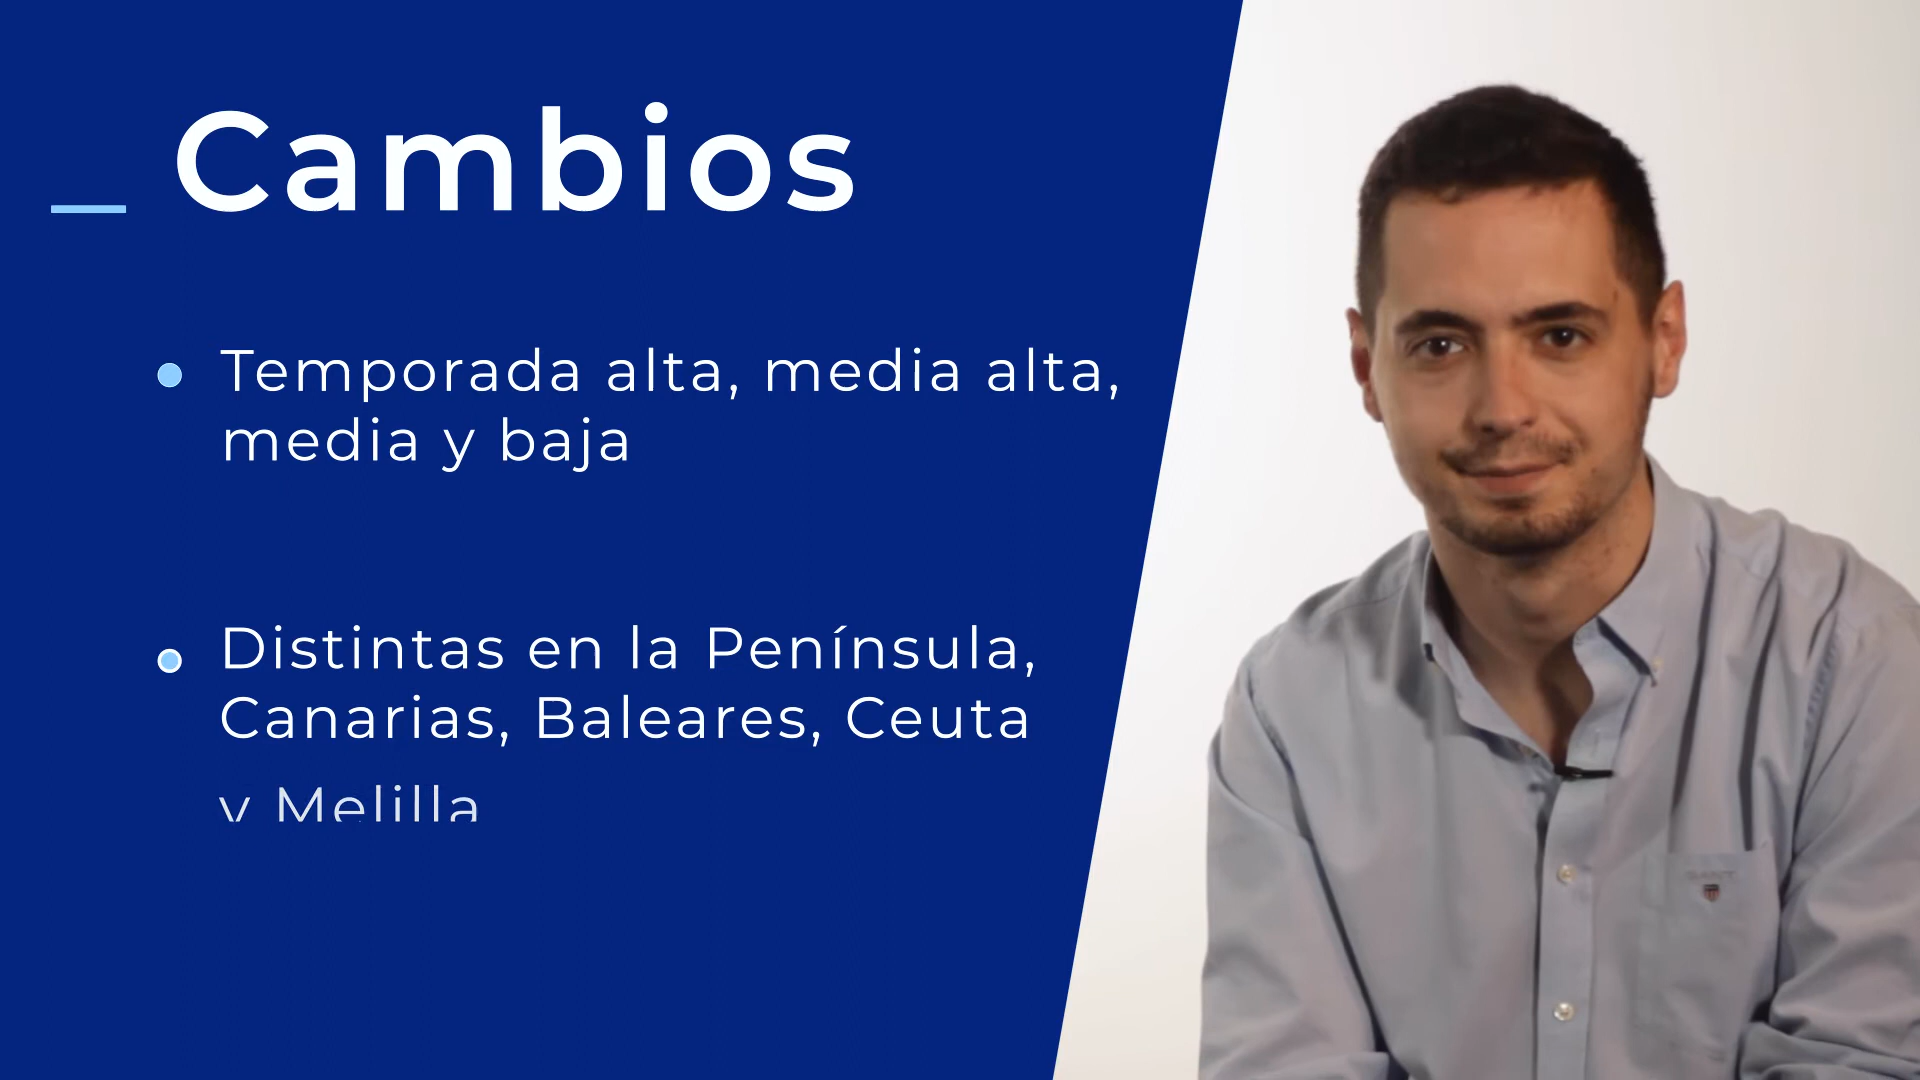 Cambios
Temporada alta, media alta,
media y baja
Distintas en la Península,
Canarias, Baleares, Ceuta
y Melilla